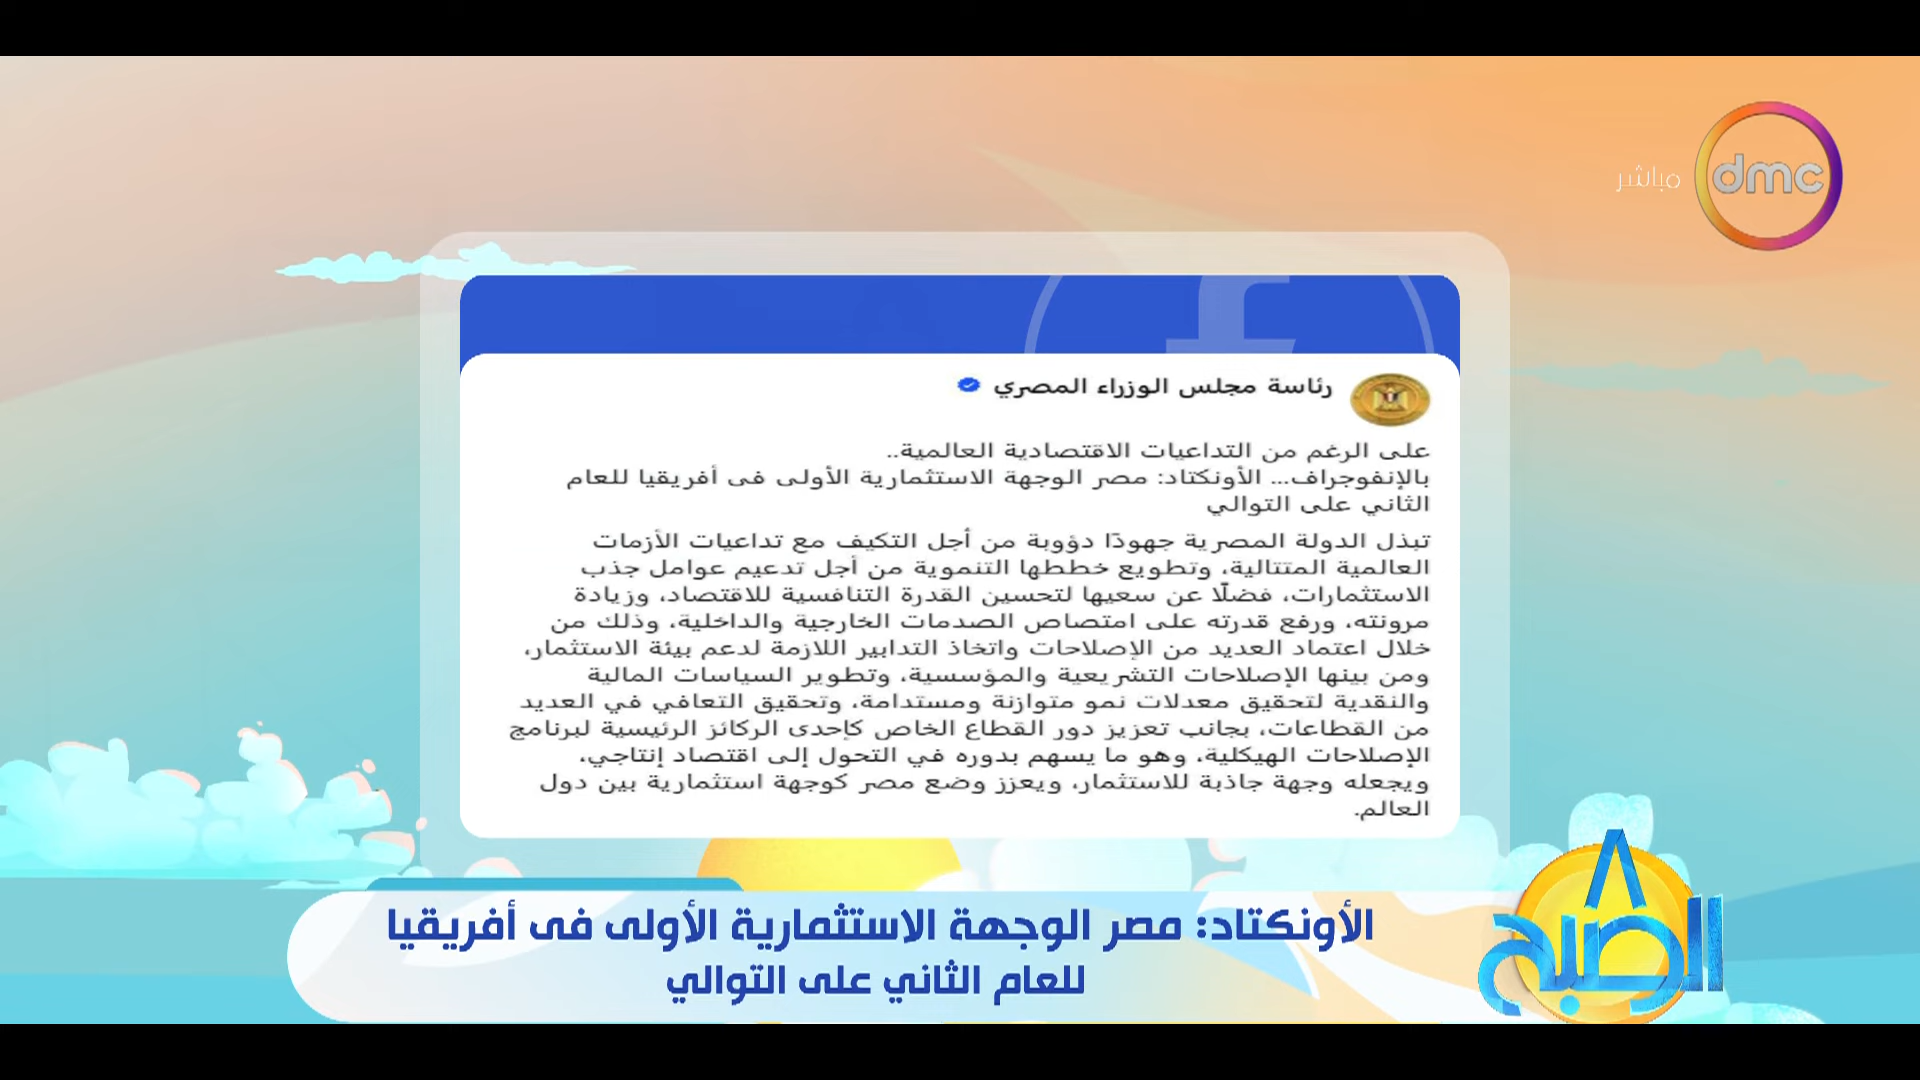 dmc
مباشر
رئاسة مجلس الوزراء المصري
على الرغم من التداعيات الاقتصادية العالمية..
بالإنفوجراف... الأونكتاد: مصر الوجهة الاستثمارية الأولى فى أفريقيا للعام
الثاني على التوالي
تبذل الدولة المصرية جهودًا دؤوبة من أجل التكيف مع تداعيات الأزمات
العالمية المتتالية، وتطويع خططها التنموية من أجل تدعيم عوامل جذب
الاستثمارات، فضلًا عن سعيها لتحسين القدرة التنافسية للاقتصاد، وزيادة
مرونته، ورفع قدرته على امتصاص الصدمات الخارجية والداخلية، وذلك من
خلال اعتماد العديد من الإصلاحات واتخاذ التدابير اللازمة لدعم بيئة الاستثمار،
ومن بينها الإصلاحات التشريعية والمؤسسية، وتطوير السياسات المالية
والنقدية لتحقيق معدلات نمو متوازنة ومستدامة، وتحقيق التعافي في العديد
من القطاعات، بجانب تعزيز دور القطاع الخاص كإحدى الركائز الرئيسية لبرنامج
الإصلاحات الهيكلية، وهو ما يسهم بدوره في التحول إلى اقتصاد إنتاجي،
ويجعله وجهة جاذبة للاستثمار، ويعزز وضع مصر كوجهة استثمارية بين دول
العالم.
الأونكتاد: مصر الوجهة الاستثمارية الأولى فى أفريقيا
للعام الثاني على التوالي
٨
الصبح